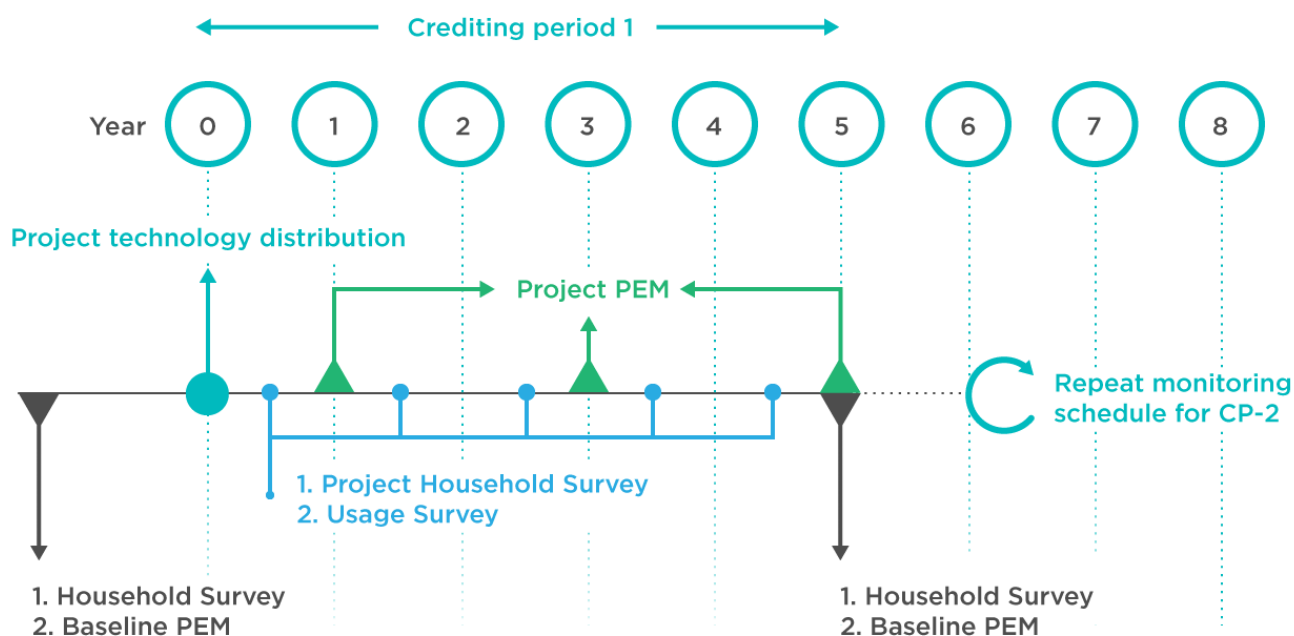 Crediting period 1
Year 0 1 2 3 4 5 6 7 8
Project technology distribution
Project PEM
Repeat monitoring
schedule for CP-2
1. Project Household Survey
2. Usage Survey
1. Household Survey
2. Baseline PEM
1. Household Survey
2. Baseline PEM